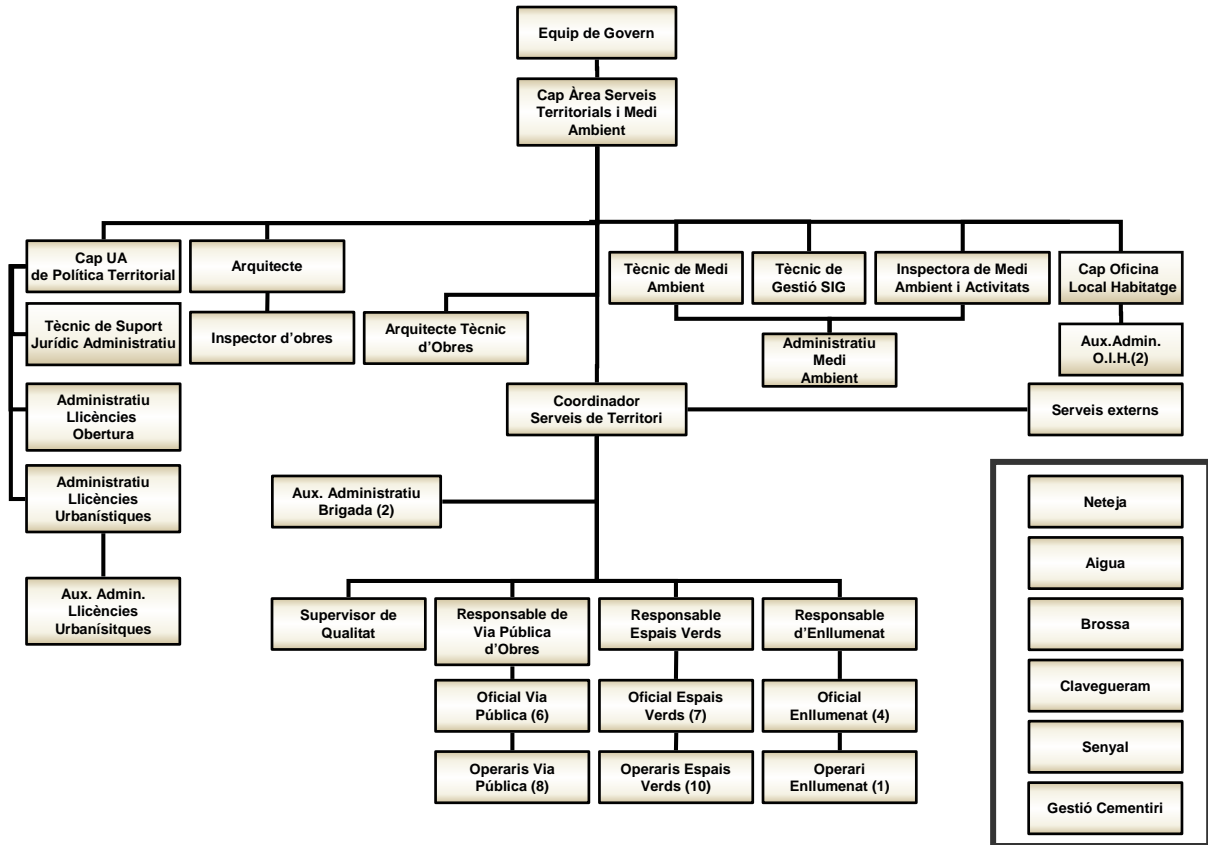 Equip de Govern
Cap Àrea Serveis
Territorials i Medi
Ambient
Cap UA
de Política Territorial
Arquitecte
Tècnic de Medi
Ambient
Tècnic de
Gestió SIG
Inspectora de Medi
Ambient i Activitats
Cap Oficina
Local Habitatge
Tècnic de Suport
Jurídic Administratiu
Inspector d'obres
Arquitecte Tècnic
d'Obres
Administratiu
Medi
Ambient
Aux.Admin.
O.I.H.(2)
Administratiu
Llicències
Obertura
Coordinador
Serveis de Territori
Serveis externs
Administratiu
Llicències
Urbanístiques
Aux. Administratiu
Brigada (2)
Neteja
Aigua
Aux. Admin.
Llicències
Urbanísitques
Supervisor de
Qualitat
Responsable de
Via Pública
d'Obres
Responsable
Espais Verds
Responsable
d'Enllumenat
Brossa
Oficial Via
Pública (6)
Oficial Espais
Verds (7)
Oficial
Enllumenat (4)
Clavegueram
Operaris Via
Pública (8)
Operaris Espais
Verds (10)
Operari
Enllumenat (1)
Senyal
Gestió Cementiri